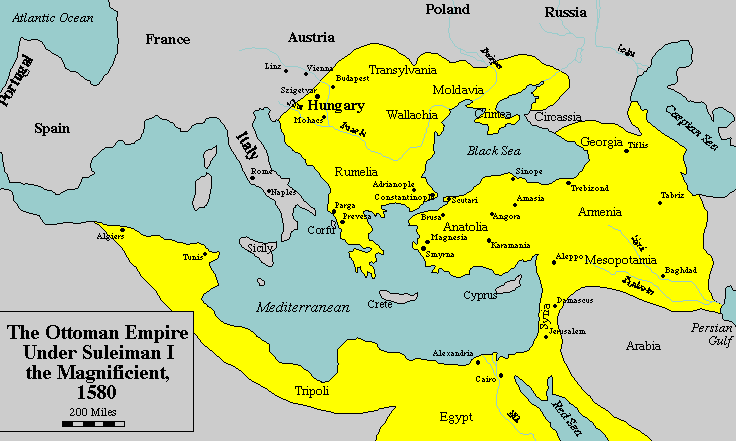 Atlantic Ocean
Poland
Russia
France
Austria
Portugal
Linz
Vienna
Budapest
Transylvania
Szigetvar
Hungary
Moldavia
Mohacs
Wallachia
Crimea
Circassia
Caspian Sea
Spain
Italy
Georgia
Tiflis
Black Sea
Rome
Rumelia
Sinope
Naples
Adrianople
Constantinople
Scutari
Trebizond
Amasia
Tabriz
Parga
Prevesa
Brusa
Angora
Armenia
Corfu
Anatolia
Algiers
Magnesia
Karamania
Sicily
Smyrna
Tunis
Aleppo
Mesopotamia
Baghdad
Cyprus
Crete
Mediterranean
Damascus
Syria
Jerusalem
Persian
Gulf
Arabia
Alexandria
Cairo
Tripoli
Egypt
Nile
Red Sea
The Ottoman Empire
Under Suleiman I
the Magnificient,
1580
200 Miles